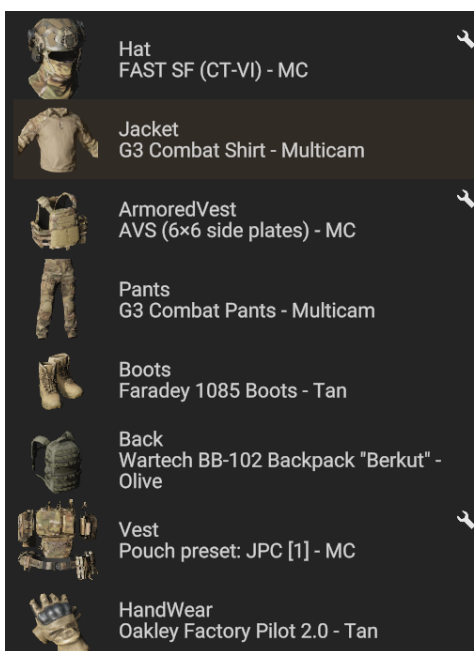 Hat
FAST SF (CT-VI) - MC
Jacket
G3 Combat Shirt - Multicam
ArmoredVest
AVS (6×6 side plates) - MC
Pants
G3 Combat Pants - Multicam
Boots
Faradey 1085 Boots - Tan
Back
Wartech BB-102 Backpack "Berkut" -
Olive
Vest
Pouch preset: JPC [1] - MC
HandWear
Oakley Factory Pilot 2.0 - Tan